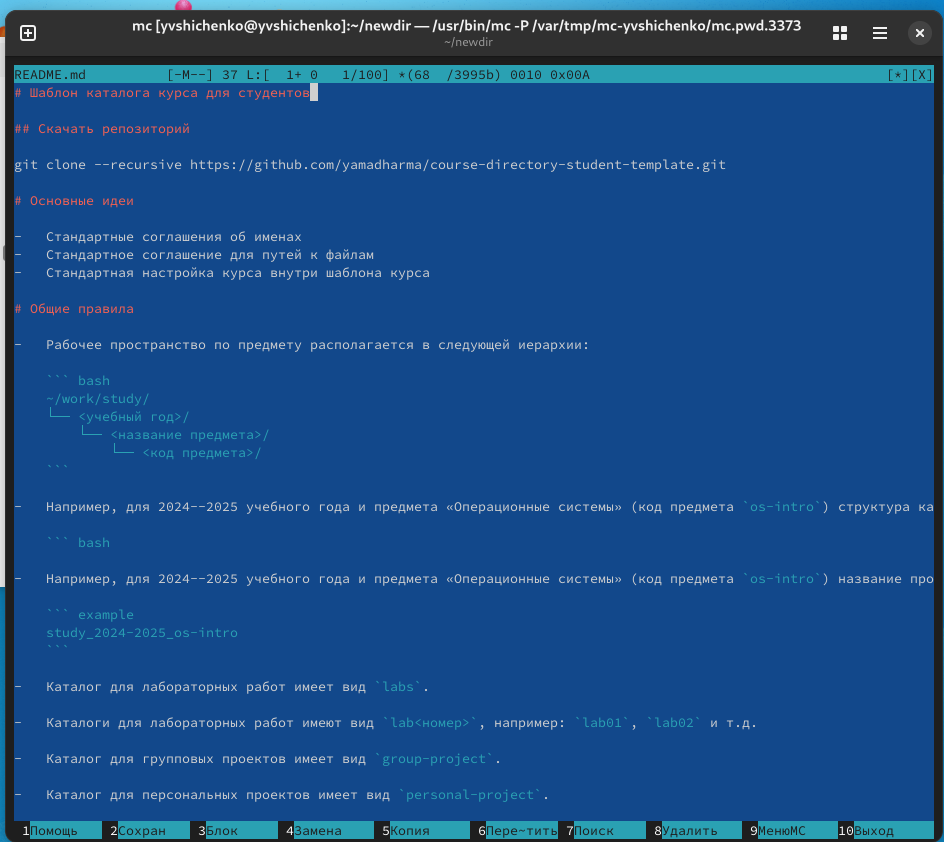 mc [yvshichenko@yvshichenko]:~/newdir — /usr/bin/mc -P /var/tmp/mc-yvshichenko/mc.pwd.3373
~/newdir
README.md [-M--] 37 L:[ 1+ 0 1/100] *(68 /3995b) 0010 0x00A [*][X]
# Шаблон каталога курса для студентов
## Скачать репозиторий
git clone --recursive https://github.com/yamadharma/course-directory-student-template.git
# Основные идеи
- Стандартные соглашения об именах
- Стандартное соглашение для путей к файлам
- Стандартная настройка курса внутри шаблона курса
# Общие правила
- Рабочее пространство по предмету располагается в следующей иерархии:
``` bash
~/work/study/
└── <учебный год>/
└── <название предмета>/
└── <код предмета>/
```
- Например, для 2024--2025 учебного года и предмета «Операционные системы» (код предмета `os-intro`) структура ка
``` bash
- Например, для 2024--2025 учебного года и предмета «Операционные системы» (код предмета `os-intro`) название про
``` example
study_2024-2025_os-intro
```
- Каталог для лабораторных работ имеет вид `labs`.
- Каталоги для лабораторных работ имеют вид `lab<номер>`, например: `lab01`, `lab02` и т.д.
- Каталог для групповых проектов имеет вид `group-project`.
- Каталог для персональных проектов имеет вид `personal-project`.
1Помощь 2Сохран 3Блок 4Замена 5Копия 6Пере~тить 7Поиск 8Удалить 9МенюMC 10Выход